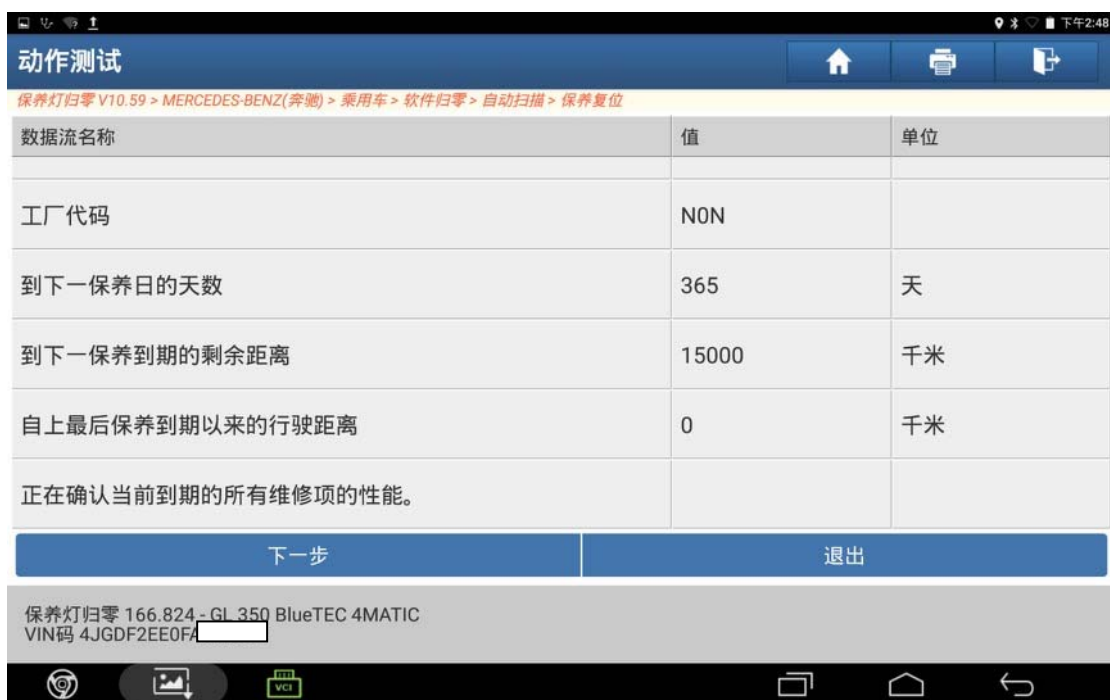 下午2:48
动作测试
保养灯归零 V10.59 > MERCEDES-BENZ(奔驰) > 乘用车 > 软件归零 > 自动扫描 > 保养复位
数据流名称 值 单位
工厂代码 N0N
到下一保养日的天数 365 天
到下一保养到期的剩余距离 15000 千米
自上最后保养到期以来的行驶距离 0 千米
正在确认当前到期的所有维修项的性能。
下一步 退出
保养灯归零 166.824 - GL 350 BlueTEC 4MATIC
VIN码 4JGDF2EE0FA
VCI